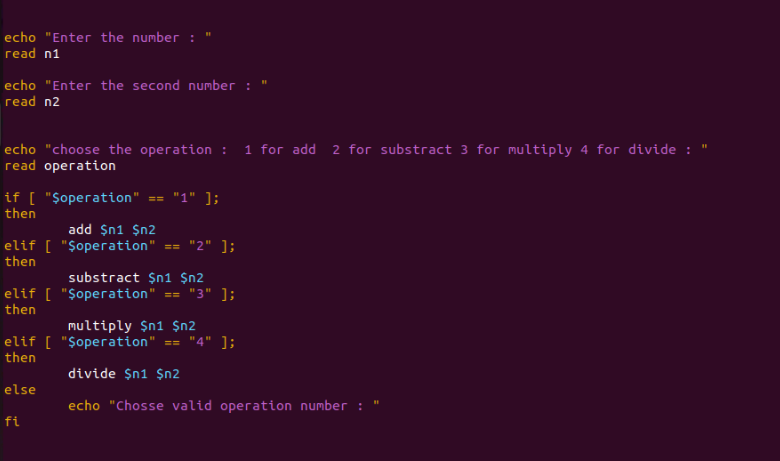 echo "Enter the number : "
read n1
echo "Enter the second number : "
read n2
echo "choose the operation :  1 for add  2 for substract 3 for multiply 4 for divide : "
read operation
if [ "$operation" == "1" ];
then
        add $n1 $n2
elif [ "$operation" == "2" ];
then
        substract $n1 $n2
elif [ "$operation" == "3" ];
then
        multiply $n1 $n2
elif [ "$operation" == "4" ];
then
        divide $n1 $n2
else
        echo "Chosse valid operation number : "
fi